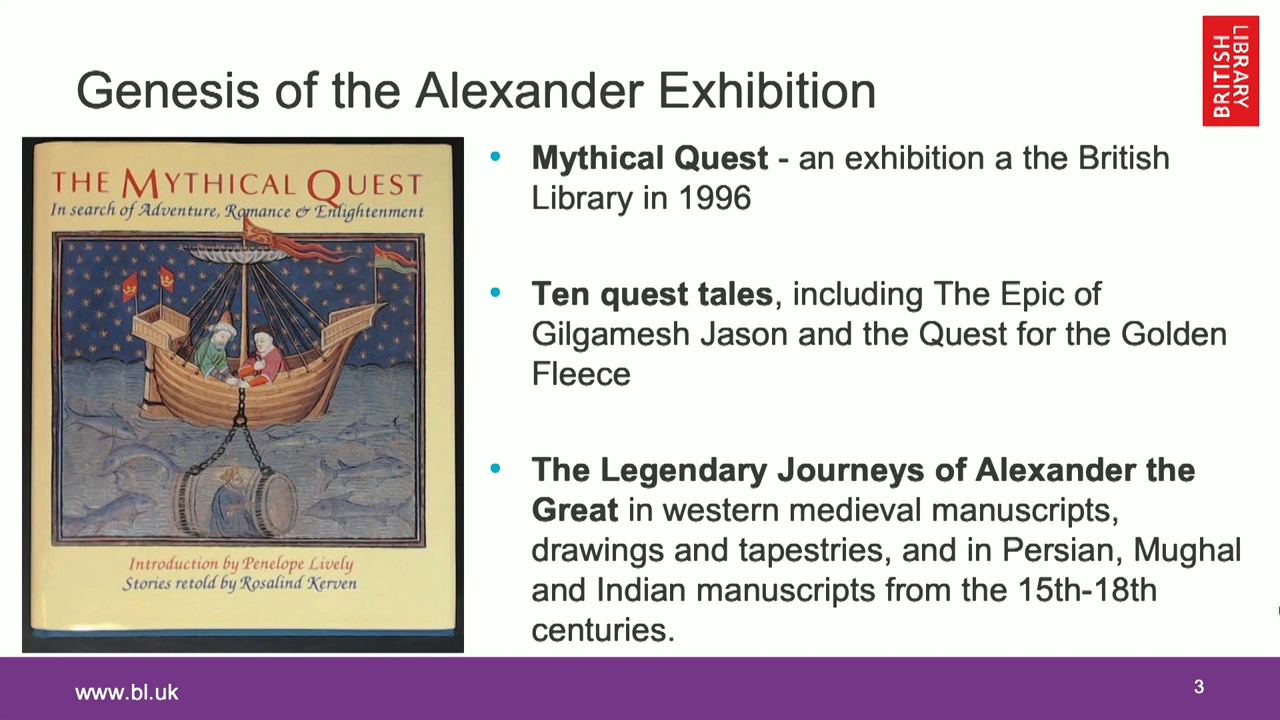 Genesis of the Alexander Exhibition
BRITISH
LIBRARY
THE MYTHICAL QUEST
In search of Adventure, Romance & Enlightenment
Introduction by Penelope Lively
Stories retold by Rosalind Kerven
• Mythical Quest - an exhibition a the British
Library in 1996
• Ten quest tales, including The Epic of
Gilgamesh Jason and the Quest for the Golden
Fleece
• The Legendary Journeys of Alexander the
Great in western medieval manuscripts,
drawings and tapestries, and in Persian, Mughal
and Indian manuscripts from the 15th-18th
centuries.
www.bl.uk
3